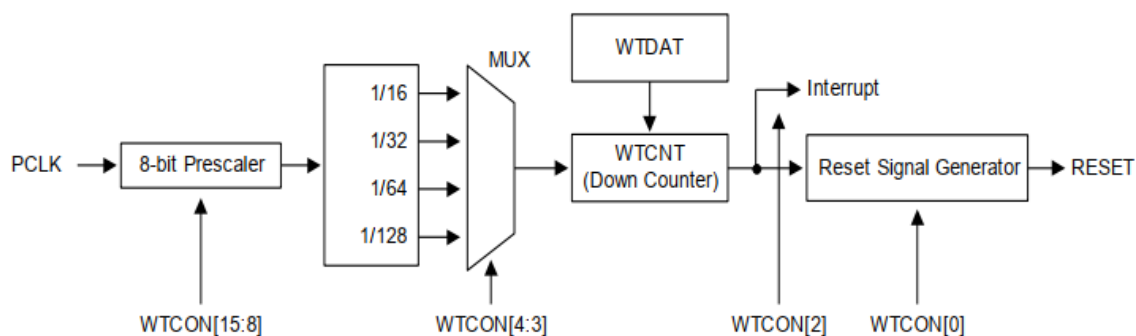 WTDAT
MUX
Interrupt
1/16
1/32
1/64
1/128
PCLK
8-bit Prescaler
WTCNT
(Down Counter)
Reset Signal Generator
RESET
WTCON[15:8]
WTCON[4:3]
WTCON[2]
WTCON[0]